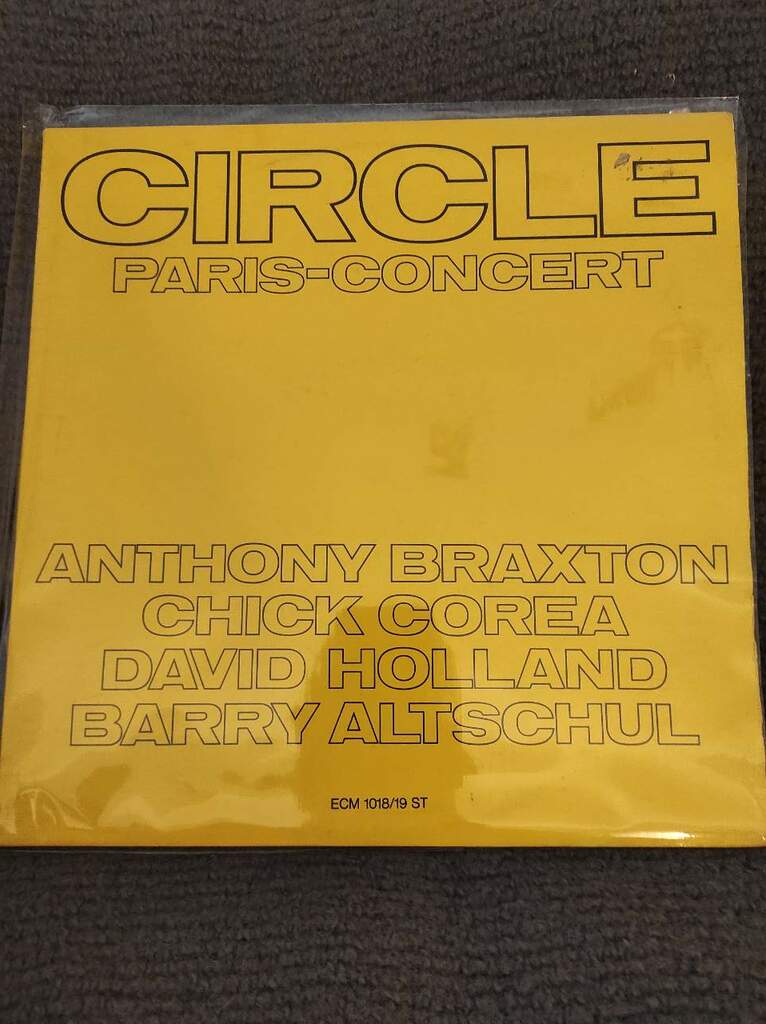 CIRCLE
PARIS-CONCERT
ANTHONY BRAXTON
CHICK COREA
DAVID HOLLAND
BARRY ALTSCHUL
ECM 1018/19 ST